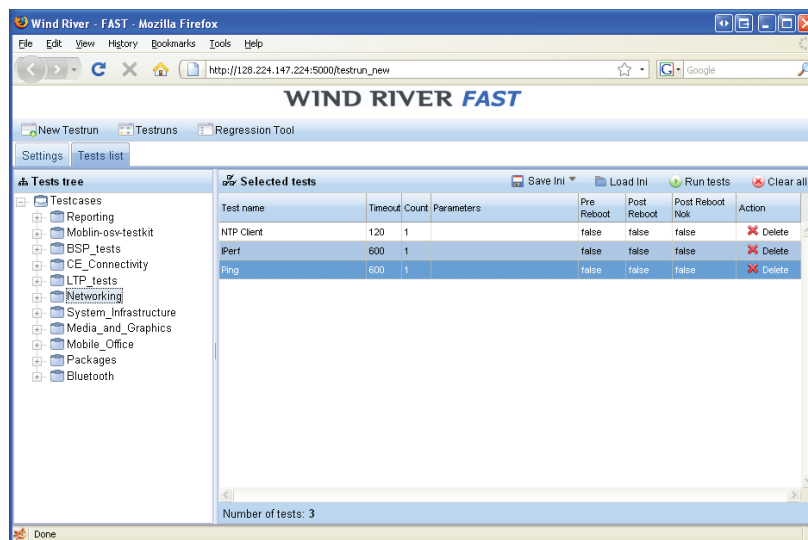 Wind River - FAST - Mozilla Firefox
File Edit View History Bookmarks Tools Help
http://128.224.147.224:5000/testrun_new
G Google
WIND RIVER FAST
New Testrun Testruns Regression Tool
Settings Tests list
Tests tree
Testcases
Reporting
Moblin-osv-testkit
BSP_tests
CE_Connectivity
LTP_tests
Networking
System_Infrastructure
Media_and_Graphics
Mobile_Office
Packages
Bluetooth
Selected tests Save Ini Load Ini Run tests Clear all
Test name Timeout Count Parameters Pre Reboot Post Reboot Post Reboot Nok Action
NTP Client 120 1 false false false Delete
IPerf 600 1 false false false Delete
Ping 600 1 false false false Delete
Number of tests: 3
Done